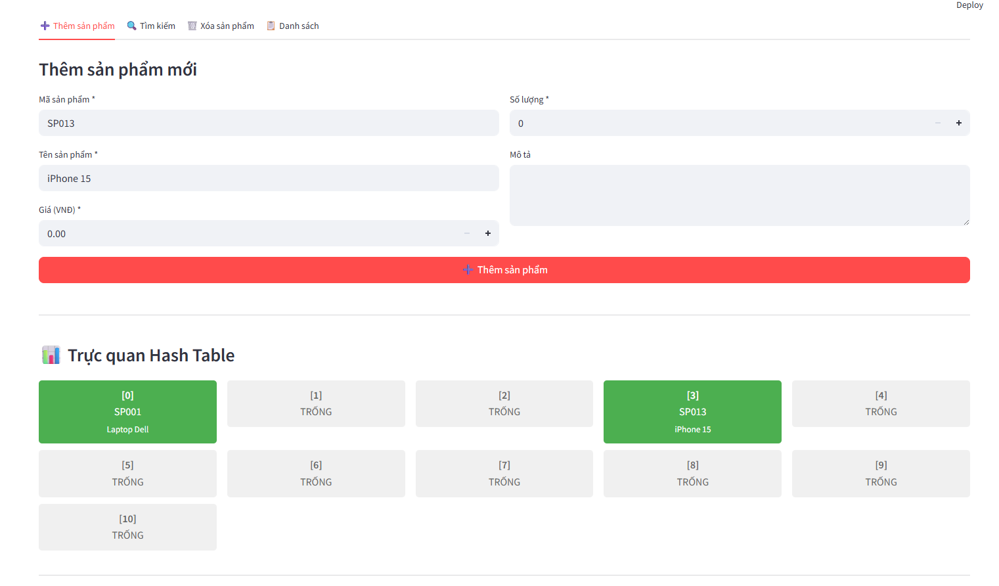 Deploy
Thêm sản phẩm Tìm kiếm Xóa sản phẩm Danh sách
Thêm sản phẩm mới
Mã sản phẩm *
SP013
Tên sản phẩm *
iPhone 15
Giá (VNĐ) *
0.00
Số lượng *
0
Mô tả
Thêm sản phẩm
Trực quan Hash Table
[0]
SP001
Laptop Dell
[1]
TRỐNG
[2]
TRỐNG
[3]
SP013
iPhone 15
[4]
TRỐNG
[5]
TRỐNG
[6]
TRỐNG
[7]
TRỐNG
[8]
TRỐNG
[9]
TRỐNG
[10]
TRỐNG